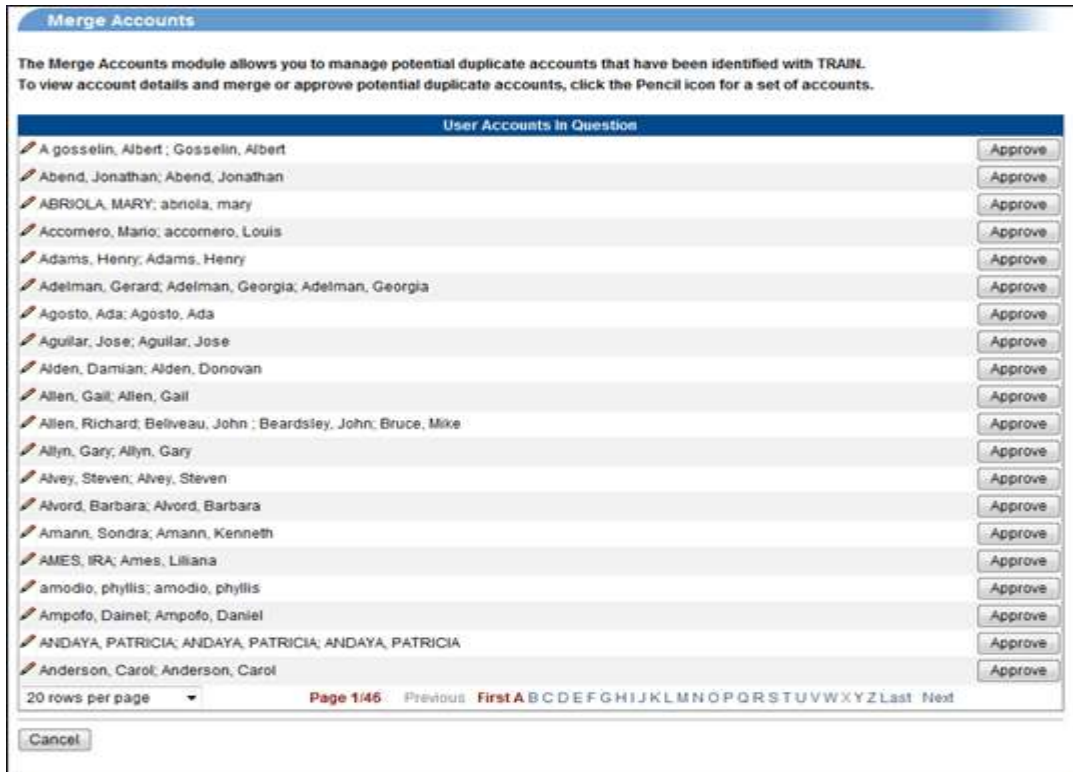 Merge Accounts
The Merge Accounts module allows you to manage potential duplicate accounts that have been identified with TRAIN.
To view account details and merge or approve potential duplicate accounts, click the Pencil icon for a set of accounts.
User Accounts In Question
A gosselin, Albert ; Gosselin, Albert Approve
Abend, Jonathan; Abend, Jonathan Approve
ABRIOLA, MARY; abriola, mary Approve
Accornero, Mario; accornero, Louis Approve
Adams, Henry; Adams, Henry Approve
Adelman, Gerard; Adelman, Georgia; Adelman, Georgia Approve
Agosto, Ada; Agosto, Ada Approve
Aguilar, Jose; Aguilar, Jose Approve
Alden, Damian; Alden, Donovan Approve
Allen, Gail; Allen, Gail Approve
Allen, Richard; Beliveau, John ; Beardsley, John; Bruce, Mike Approve
Allyn, Gary; Allyn, Gary Approve
Alvey, Steven; Alvey, Steven Approve
Alvord, Barbara; Alvord, Barbara Approve
Amann, Sondra; Amann, Kenneth Approve
AMES, IRA; Ames, Liliana Approve
amodio, phyllis; amodio, phyllis Approve
Ampofo, Dainel; Ampofo, Daniel Approve
ANDAYA, PATRICIA; ANDAYA, PATRICIA; ANDAYA, PATRICIA Approve
Anderson, Carol; Anderson, Carol Approve
20 rows per page Page 1/46 Previous First A B C D E F G H I J K L M N O P Q R S T U V W X Y Z Last Next
Cancel